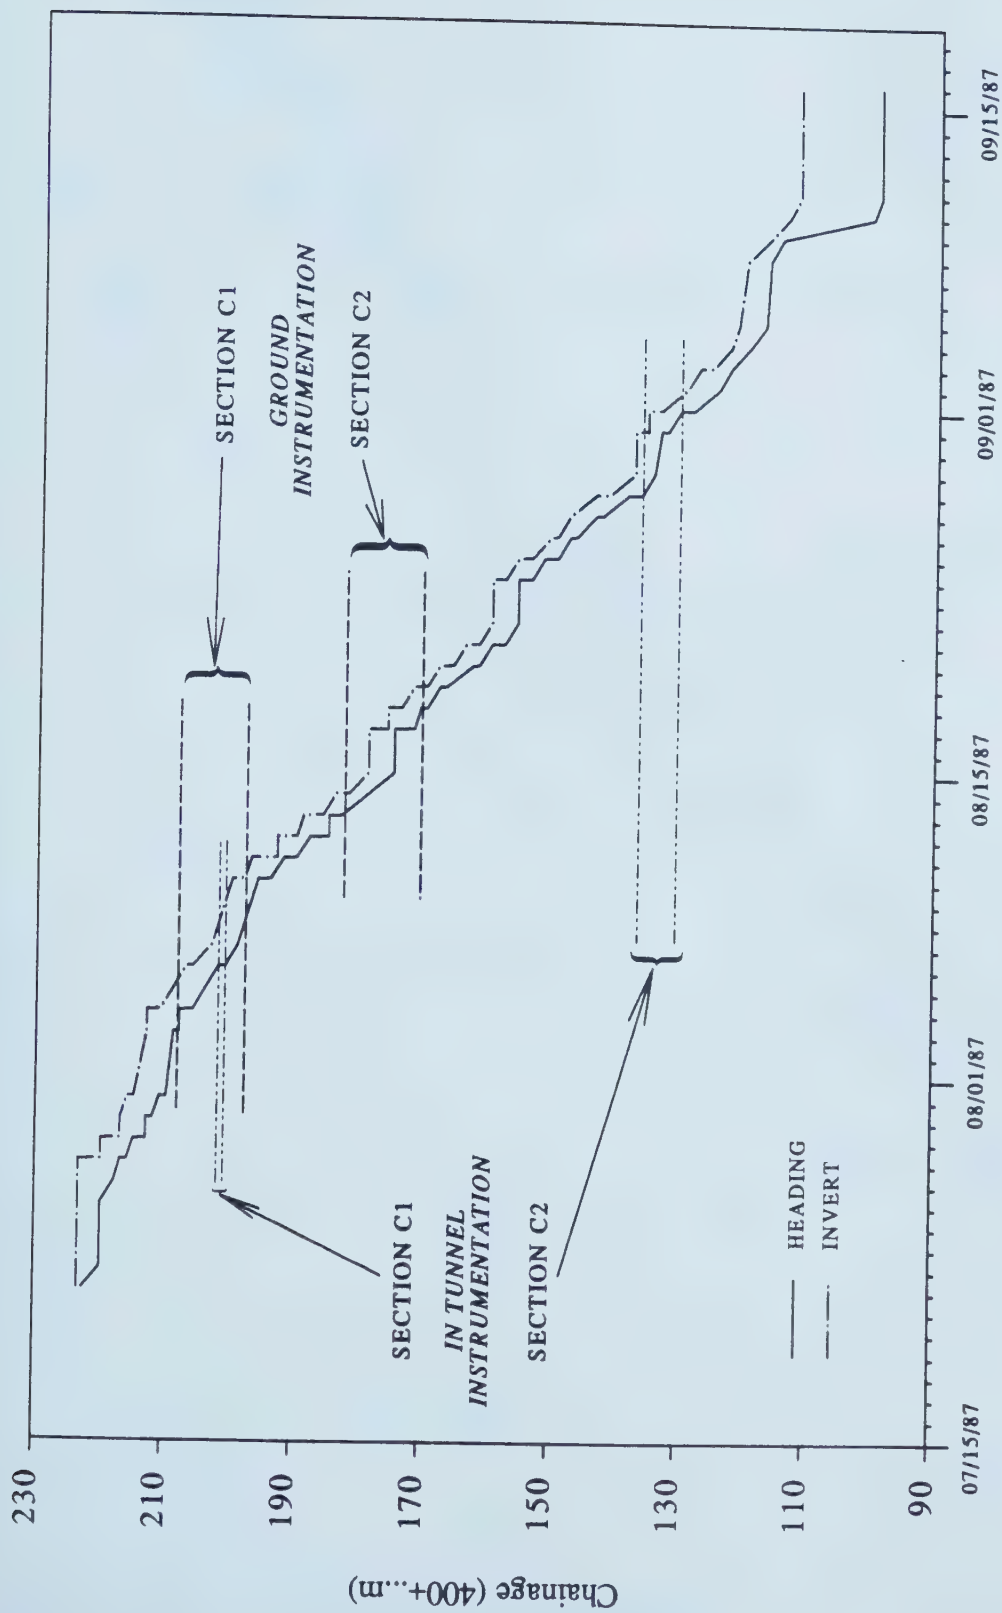 Chainage (400+...m)
230
210
190
170
150
130
110
90
07/15/87
08/01/87
08/15/87
09/01/87
09/15/87
SECTION C1
GROUND
INSTRUMENTATION
SECTION C2
SECTION C1
IN TUNNEL
INSTRUMENTATION
SECTION C2
HEADING
INVERT